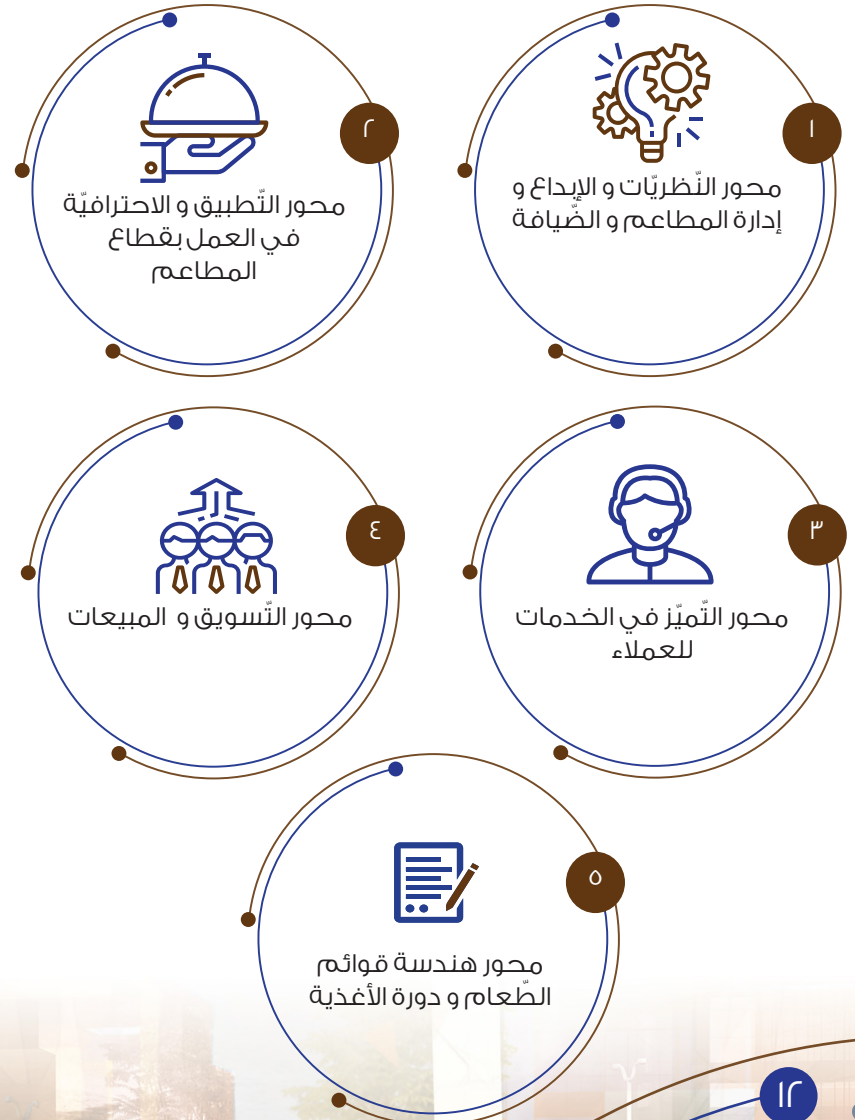 ١
محور النّظريّات و الإبداع و
إدارة المطاعم و الضّيافة
٢
محور التّطبيق و الاحترافيّة
في العمل بقطاع
المطاعم
٣
محور التّميّز في الخدمات
للعملاء
٤
محور التّسويق و المبيعات
٥
محور هندسة قوائم
الطّعام و دورة الأغذية
١٢